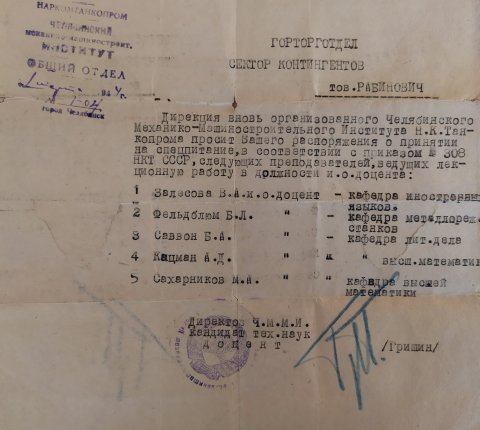 НАРКОМТАНКОПРОМ
ЧЕЛЯБИНСКИЙ
ИНСТИТУТ
ОБЩИЙ ОТДЕЛ
город Челябинск
ГОРТОРГОТДЕЛ
СЕКТОР КОНТИНГЕНТОВ
тов.РАБИНОВИЧ
Дирекция вновь организованного Челябинского
Механико-Машиностроительного Института Н.К.Тан-
копрома просит Вашего распоряжения о принятии
на спецпитание,в соответствии с приказом № 308
НКТ СССР,следующих преподавателей,ведущих лек-
ционную работу в должности и.о.доцента:
1 Залесова В.А.и.о.доцент - кафедра иностранных
языков.
2 Фельдблюм Б.Л. " - кафедра металлореж.
станков
3 Саввон Б.А. " - кафедра лит.дела
4 Кацман А.Д. " " " высш.математики
5 Сахарников М.А. " " кафедра высшей
математики
Директор Ч.М.М.И.
кандидат тех.наук
доцент /Гришин/